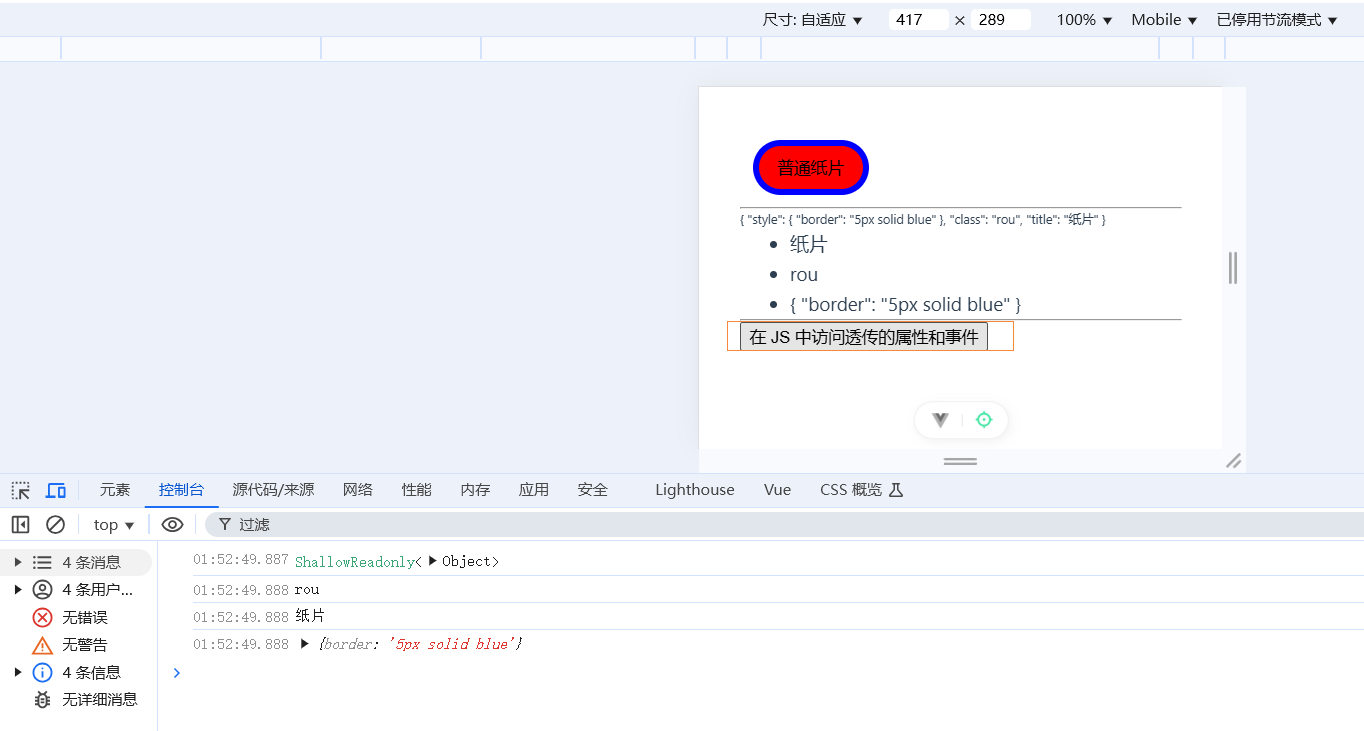 尺寸: 自适应 ▼ 417 × 289 100% ▼ Mobile ▼ 已停用节流模式 ▼
普通纸片
{ "style": { "border": "5px solid blue" }, "class": "rou", "title": "纸片" }
• 纸片
• rou
• { "border": "5px solid blue" }
在 JS 中访问透传的属性和事件
元素 控制台 源代码/来源 网络 性能 内存 应用 安全 Lighthouse Vue CSS 概览
top ▼ 过滤
4 条消息
4 条用户...
无错误
无警告
4 条信息
无详细消息
01:52:49.887 ShallowReadonly< ▶ Object>
01:52:49.888 rou
01:52:49.888 纸片
01:52:49.888 ▶ {border: '5px solid blue'}